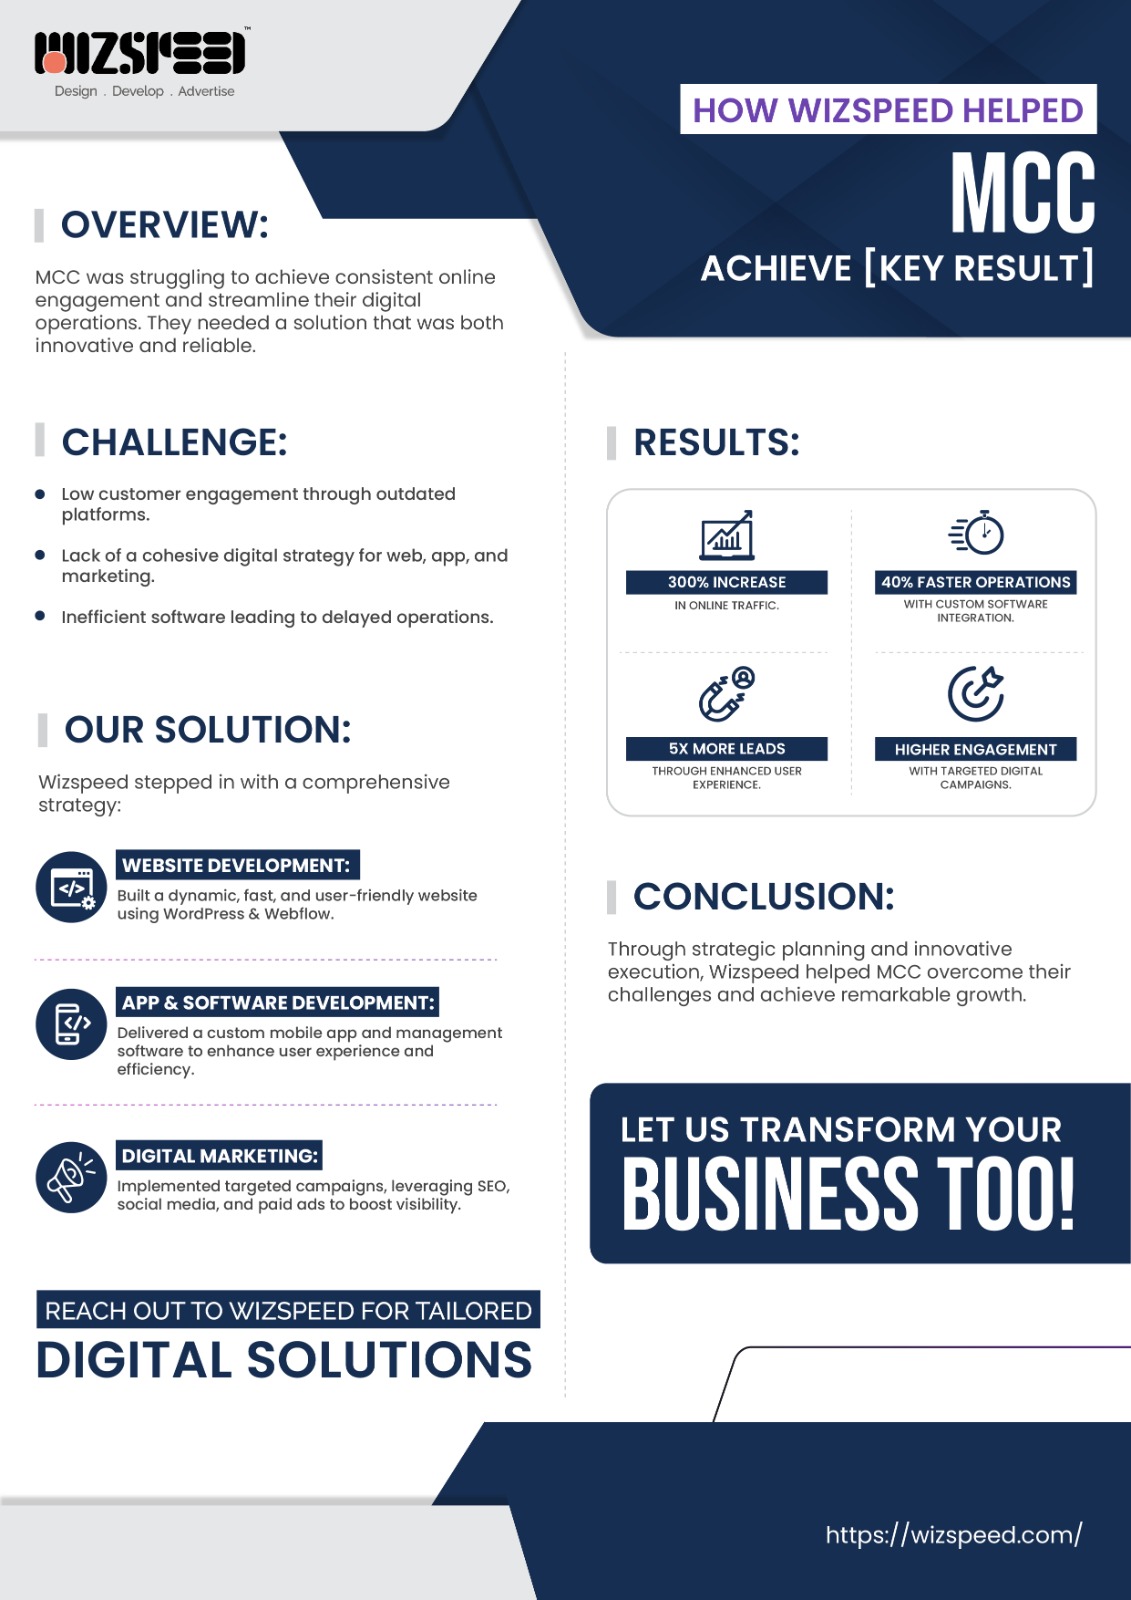 WIZSPEED™
Design . Develop . Advertise
HOW WIZSPEED HELPED
MCC
ACHIEVE [KEY RESULT]
OVERVIEW:
MCC was struggling to achieve consistent online
engagement and streamline their digital
operations. They needed a solution that was both
innovative and reliable.
CHALLENGE:
Low customer engagement through outdated
platforms.
Lack of a cohesive digital strategy for web, app, and
marketing.
Inefficient software leading to delayed operations.
OUR SOLUTION:
Wizspeed stepped in with a comprehensive
strategy:
WEBSITE DEVELOPMENT:
Built a dynamic, fast, and user-friendly website
using WordPress & Webflow.
APP & SOFTWARE DEVELOPMENT:
Delivered a custom mobile app and management
software to enhance user experience and
efficiency.
DIGITAL MARKETING:
Implemented targeted campaigns, leveraging SEO,
social media, and paid ads to boost visibility.
REACH OUT TO WIZSPEED FOR TAILORED
DIGITAL SOLUTIONS
RESULTS:
300% INCREASE
IN ONLINE TRAFFIC.
40% FASTER OPERATIONS
WITH CUSTOM SOFTWARE
INTEGRATION.
5X MORE LEADS
THROUGH ENHANCED USER
EXPERIENCE.
HIGHER ENGAGEMENT
WITH TARGETED DIGITAL
CAMPAIGNS.
CONCLUSION:
Through strategic planning and innovative
execution, Wizspeed helped MCC overcome their
challenges and achieve remarkable growth.
LET US TRANSFORM YOUR
BUSINESS TOO!
https://wizspeed.com/